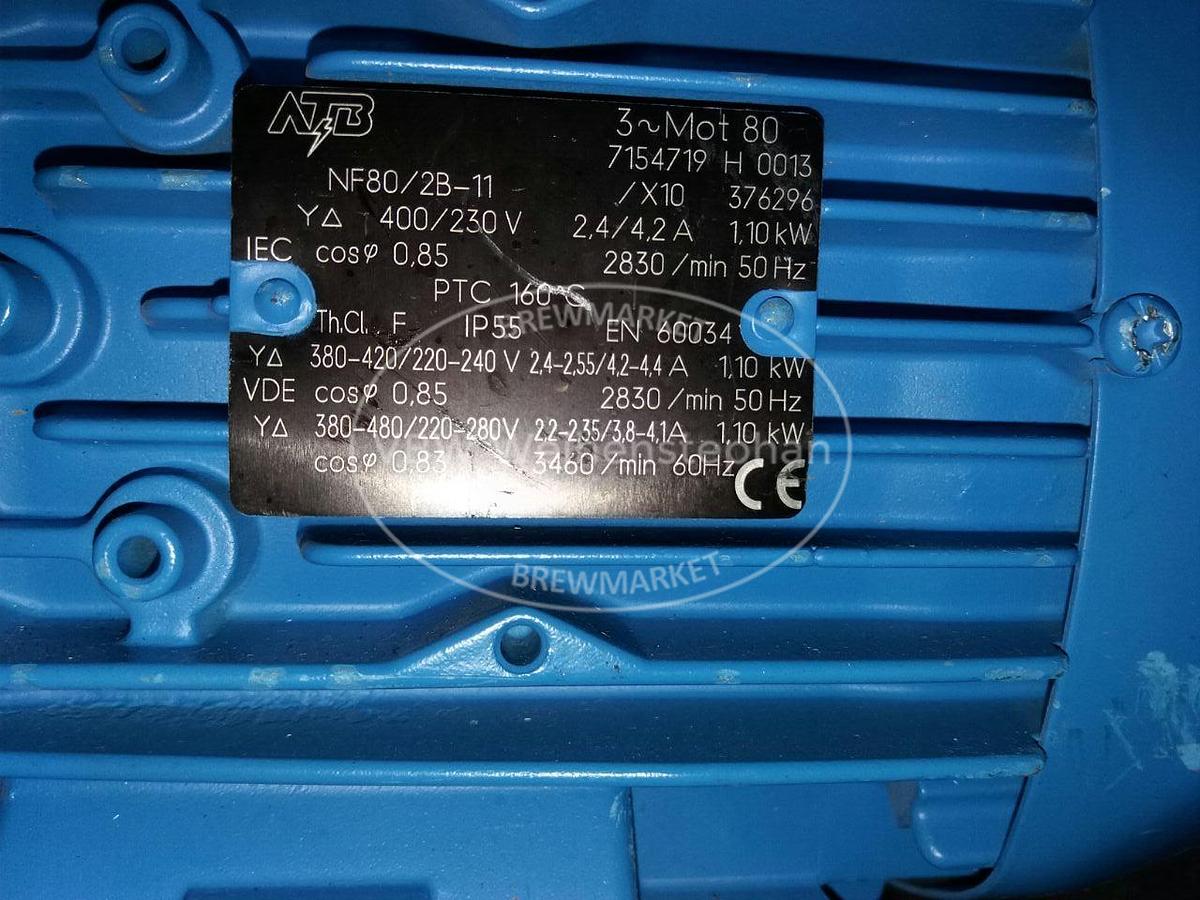 ATB
3~Mot 80
7154719 H 0013
NF80/2B-11 /X10 376296
Y△ 400/230 V 2,4/4,2 A 1,10 kW
IEC cosφ 0,85 2830 /min 50 Hz
PTC 160°C
Th.Cl. F IP55 EN 60034
Y△ 380-420/220-240 V 2,4-2,55/4,2-4,4 A 1,10 kW
VDE cosφ 0,85 2830 /min 50 Hz
Y△ 380-480/220-280V 2,2-2,35/3,8-4,1A 1,10 kW
cosφ 0,83 3460 /min 60Hz
CE
BREWMARKET
BREWMARKET